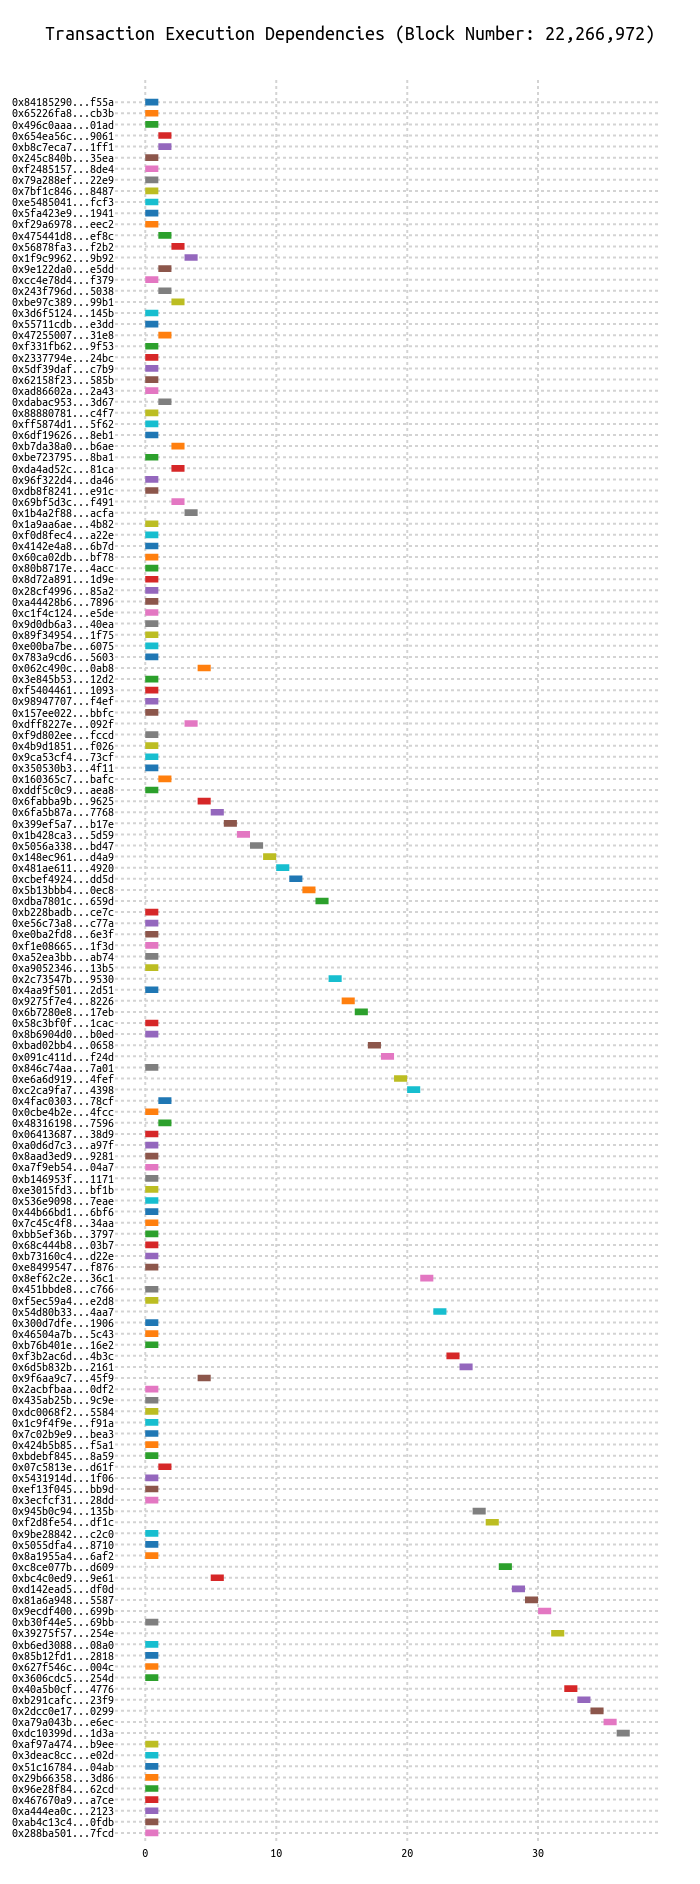 Transaction Execution Dependencies (Block Number: 22,266,972)
0x84185290...f55a
0x65226fa8...cb3b
0x496c0aaa...01ad
0x654ea56c...9061
0xb8c7eca7...1ff1
0x245c840b...35ea
0xf2485157...8de4
0x79a288ef...22e9
0x7bf1c846...8487
0xe5485041...fcf3
0x5fa423e9...1941
0xf29a6978...eec2
0x475441d8...ef8c
0x56878fa3...f2b2
0x1f9c9962...9b92
0x9e122da0...e5dd
0xcc4e78d4...f379
0x243f796d...5038
0xbe97c389...99b1
0x3d6f5124...145b
0x55711cdb...e3dd
0x47255007...31e8
0xf331fb62...9f53
0x2337794e...24bc
0x5df39daf...c7b9
0x62158f23...585b
0xad86602a...2a43
0xdabac953...3d67
0x88880781...c4f7
0xff5874d1...5f62
0x6df19626...8eb1
0xb7da38a0...b6ae
0xbe723795...8ba1
0xda4ad52c...81ca
0x96f322d4...da46
0xdb8f8241...e91c
0x69bf5d3c...f491
0x1b4a2f88...acfa
0x1a9aa6ae...4b82
0xf0d8fec4...a22e
0x4142e4a8...6b7d
0x60ca02db...bf78
0x80b8717e...4acc
0x8d72a891...1d9e
0x28cf4996...85a2
0xa44428b6...7896
0xc1f4c124...e5de
0x9d0db6a3...40ea
0x89f34954...1f75
0xe00ba7be...6075
0x783a9cd6...5603
0x062c490c...0ab8
0x3e845b53...12d2
0xf5404461...1093
0x98947707...f4ef
0x157ee022...bbfc
0xdff8227e...092f
0xf9d802ee...fccd
0x4b9d1851...f026
0x9ca53cf4...73cf
0x350530b3...4f11
0x160365c7...bafc
0xddf5c0c9...aea8
0x6fabba9b...9625
0x6fa5b87a...7768
0x399ef5a7...b17e
0x1b428ca3...5d59
0x5056a338...bd47
0x148ec961...d4a9
0x481ae611...4920
0xcbef4924...dd5d
0x5b13bbb4...0ec8
0xdba7801c...659d
0xb228badb...ce7c
0xe56c73a8...c77a
0xe0ba2fd8...6e3f
0xf1e08665...1f3d
0xa52ea3bb...ab74
0xa9052346...13b5
0x2c73547b...9530
0x4aa9f501...2d51
0x9275f7e4...8226
0x6b7280e8...17eb
0x58c3bf0f...1cac
0x8b6904d0...b0ed
0xbad02bb4...0658
0x091c411d...f24d
0x846c74aa...7a01
0xe6a6d919...4fef
0xc2ca9fa7...4398
0x4fac0303...78cf
0x0cbe4b2e...4fcc
0x48316198...7596
0x06413687...38d9
0xa0d6d7c3...a97f
0x8aad3ed9...9281
0xa7f9eb54...04a7
0xb146953f...1171
0xe3015fd3...bf1b
0x536e9098...7eae
0x44b66bd1...6bf6
0x7c45c4f8...34aa
0xbb5ef36b...3797
0x68c444b8...03b7
0xb73160c4...d22e
0xe8499547...f876
0x8ef62c2e...36c1
0x451bbde8...c766
0xf5ec59a4...e2d8
0x54d80b33...4aa7
0x300d7dfe...1906
0x46504a7b...5c43
0xb76b401e...16e2
0xf3b2ac6d...4b3c
0x6d5b832b...2161
0x9f6aa9c7...45f9
0x2acbfbaa...0df2
0x435ab25b...9c9e
0xdc0068f2...5584
0x1c9f4f9e...f91a
0x7c02b9e9...bea3
0x424b5b85...f5a1
0xbdebf845...8a59
0x07c5813e...d61f
0x5431914d...1f06
0xef13f045...bb9d
0x3ecfcf31...28dd
0x945b0c94...135b
0xf2d8fe54...df1c
0x9be28842...c2c0
0x5055dfa4...8710
0x8a1955a4...6af2
0xc8ce077b...d609
0xbc4c0ed9...9e61
0xd142ead5...df0d
0x81a6a948...5587
0x9ecdf400...699b
0xb30f44e5...69bb
0x39275f57...254e
0xb6ed3088...08a0
0x85b12fd1...2818
0x627f546c...004c
0x3606cdc5...254d
0x40a5b0cf...4776
0xb291cafc...23f9
0x2dcc0e17...0299
0xa79a043b...e6ec
0xdc10399d...1d3a
0xaf97a474...b9ee
0x3deac8cc...e02d
0x51c16784...04ab
0x29b66358...3d86
0x96e28f84...62cd
0x467670a9...a7ce
0xa444ea0c...2123
0xab4c13c4...0fdb
0x288ba501...7fcd
0 10 20 30